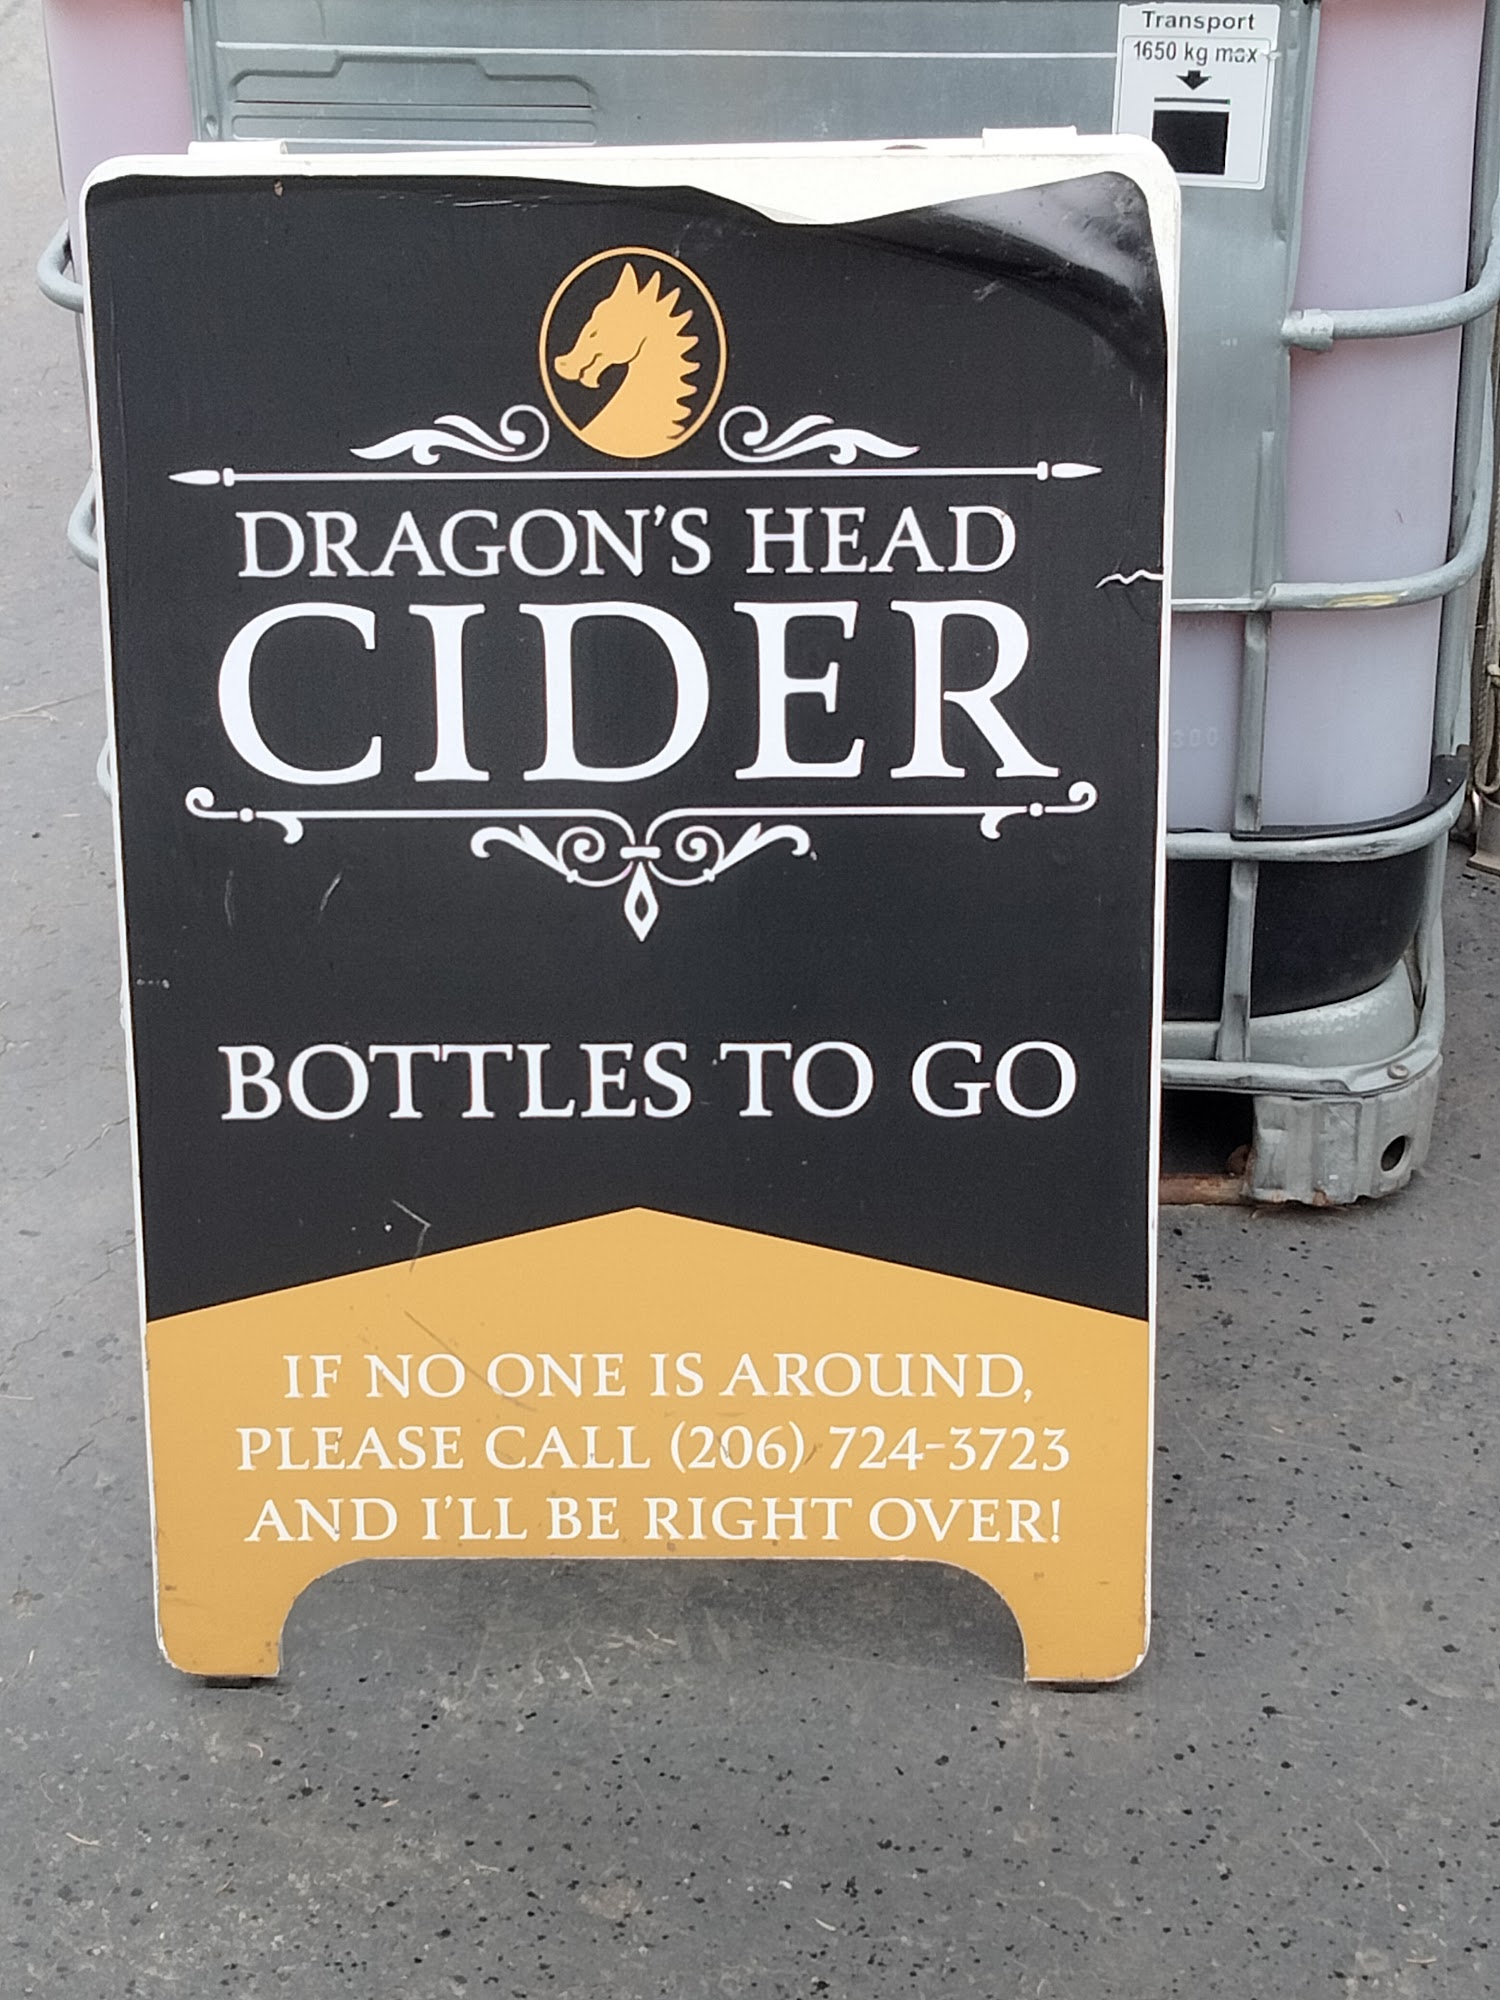 Transport
1650 kg max
DRAGON'S HEAD
CIDER
BOTTLES TO GO
IF NO ONE IS AROUND,
PLEASE CALL (206) 724-3723
AND I'LL BE RIGHT OVER!